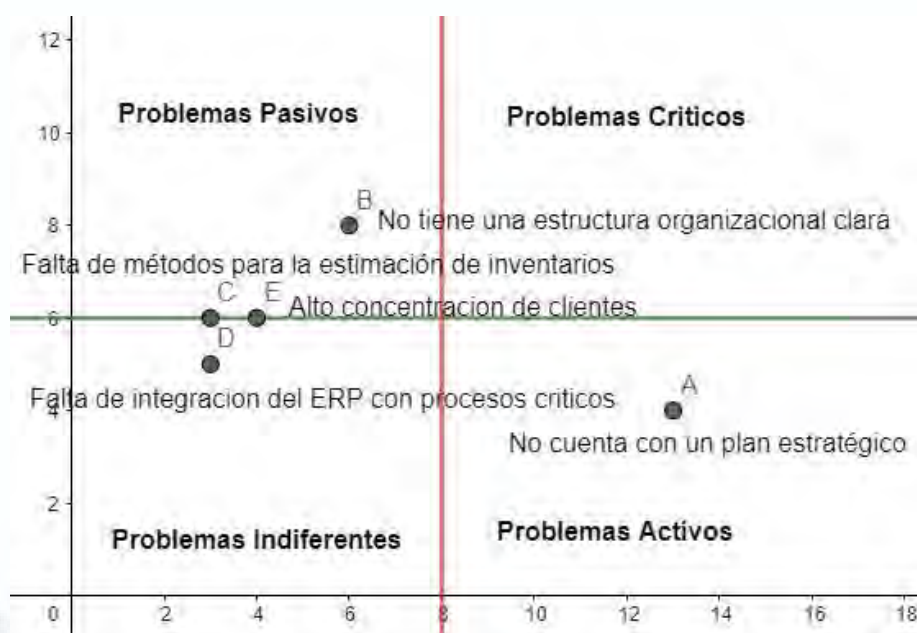 12
Problemas Pasivos
Problemas Criticos
10
B
8
No tiene una estructura organizacional clara
Falta de métodos para la estimación de inventarios
C
E
Alto concentracion de clientes
6
D
A
Falta de integracion del ERP con procesos criticos
4
No cuenta con un plan estratégico
2
Problemas Indiferentes
Problemas Activos
0 2 4 6 8 10 12 14 16 18